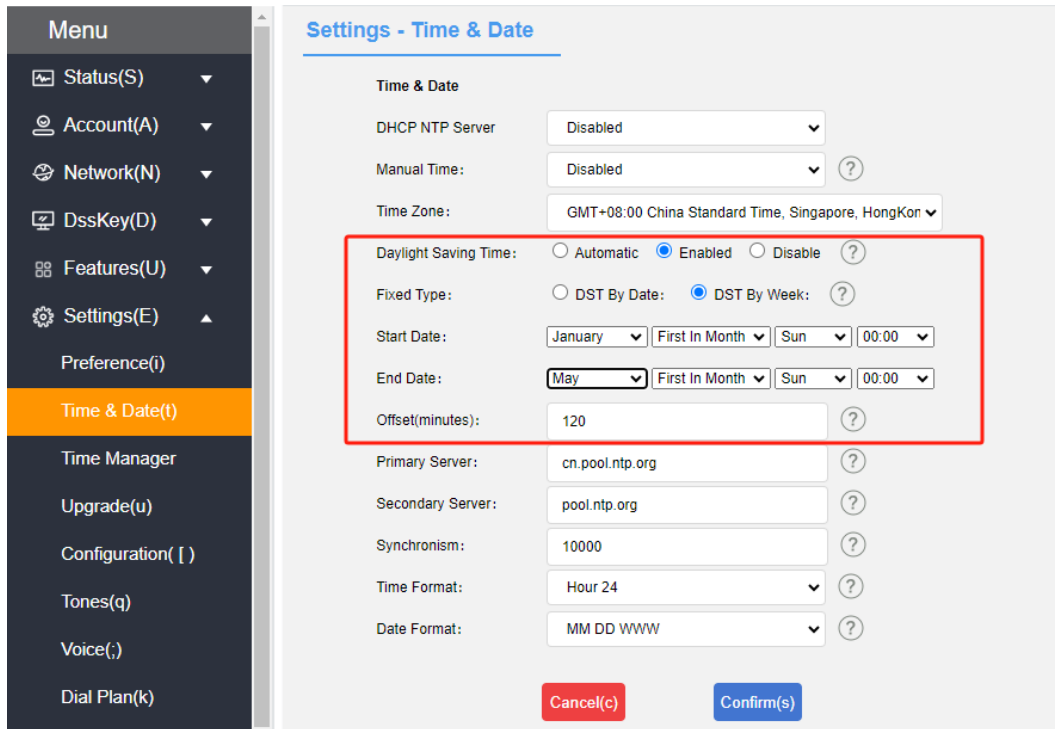 Menu
Status(S)
Account(A)
Network(N)
DssKey(D)
Features(U)
Settings(E)
Preference(i)
Time & Date(t)
Time Manager
Upgrade(u)
Configuration( [ )
Tones(q)
Voice(;)
Dial Plan(k)
Settings - Time & Date
Time & Date
DHCP NTP Server Disabled
Manual Time: Disabled ?
Time Zone: GMT+08:00 China Standard Time, Singapore, HongKon
Daylight Saving Time: Automatic Enabled Disable ?
Fixed Type: DST By Date: DST By Week: ?
Start Date: January First In Month Sun 00:00
End Date: May First In Month Sun 00:00
Offset(minutes): 120 ?
Primary Server: cn.pool.ntp.org ?
Secondary Server: pool.ntp.org ?
Synchronism: 10000 ?
Time Format: Hour 24 ?
Date Format: MM DD WWW ?
Cancel(c) Confirm(s)